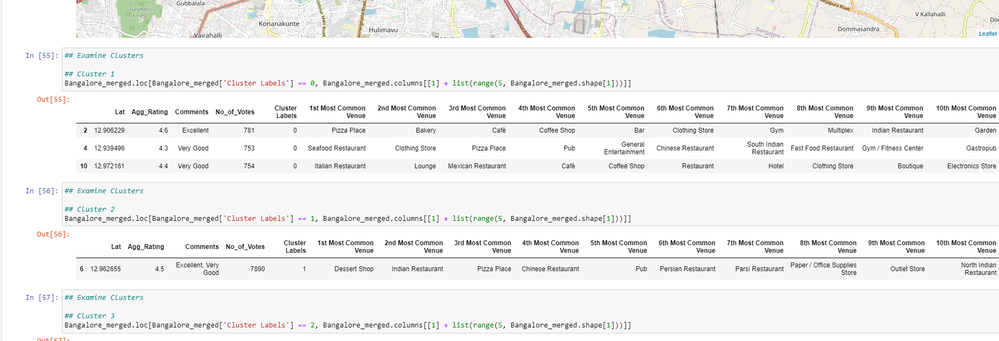 Gubbalala
Turahalli
Forest
Konanakunte
Hulimavu
Vairahalli
Hosur Road
Sarjapura Road
V Kallahalli
Dommasandra
Leaflet
In [55]:
## Examine Clusters
## Cluster 1
Bangalore_merged.loc[Bangalore_merged['Cluster Labels'] == 0, Bangalore_merged.columns[[1] + list(range(5, Bangalore_merged.shape[1]))]]
Out[55]:
Lat Agg_Rating Comments No_of_Votes Cluster Labels 1st Most Common Venue 2nd Most Common Venue 3rd Most Common Venue 4th Most Common Venue 5th Most Common Venue 6th Most Common Venue 7th Most Common Venue 8th Most Common Venue 9th Most Common Venue 10th Most Common Venue
2 12.906229 4.6 Excellent 781 0 Pizza Place Bakery Café Coffee Shop Bar Clothing Store Gym Multiplex Indian Restaurant Garden
4 12.939496 4.3 Very Good 753 0 Seafood Restaurant Clothing Store Pizza Place Pub General Entertainment Chinese Restaurant South Indian Restaurant Fast Food Restaurant Gym / Fitness Center Gastropub
10 12.972161 4.4 Very Good 754 0 Italian Restaurant Lounge Mexican Restaurant Café Coffee Shop Restaurant Hotel Clothing Store Boutique Electronics Store
In [56]:
## Examine Clusters
## Cluster 2
Bangalore_merged.loc[Bangalore_merged['Cluster Labels'] == 1, Bangalore_merged.columns[[1] + list(range(5, Bangalore_merged.shape[1]))]]
Out[56]:
Lat Agg_Rating Comments No_of_Votes Cluster Labels 1st Most Common Venue 2nd Most Common Venue 3rd Most Common Venue 4th Most Common Venue 5th Most Common Venue 6th Most Common Venue 7th Most Common Venue 8th Most Common Venue 9th Most Common Venue 10th Most Common Venue
6 12.962655 4.5 Excellent, Very Good 7890 1 Dessert Shop Indian Restaurant Pizza Place Chinese Restaurant Pub Persian Restaurant Parsi Restaurant Paper / Office Supplies Store Outlet Store North Indian Restaurant
In [57]:
## Examine Clusters
## Cluster 3
Bangalore_merged.loc[Bangalore_merged['Cluster Labels'] == 2, Bangalore_merged.columns[[1] + list(range(5, Bangalore_merged.shape[1]))]]
Out[57]: